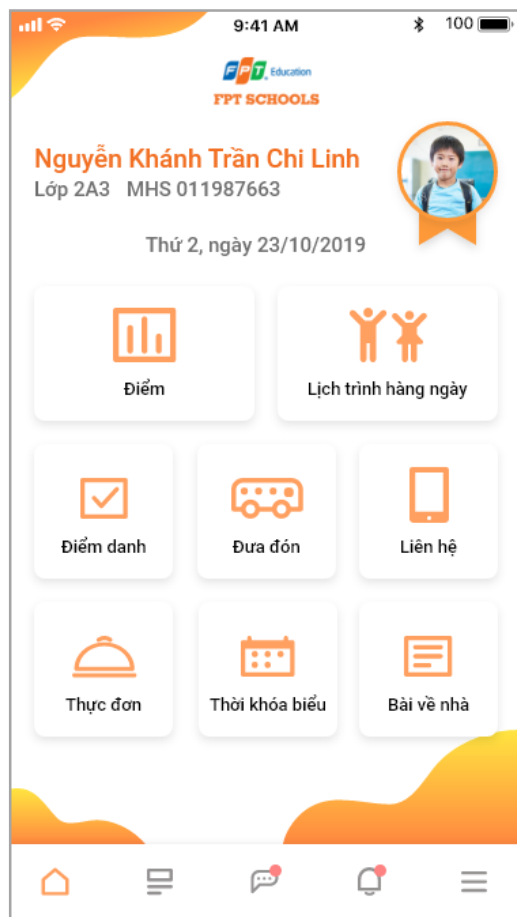 9:41 AM 100
FPT Education
FPT SCHOOLS
Nguyễn Khánh Trần Chi Linh
Lớp 2A3 MHS 011987663
Thứ 2, ngày 23/10/2019
Điểm Lịch trình hàng ngày
Điểm danh Đưa đón Liên hệ
Thực đơn Thời khóa biểu Bài về nhà